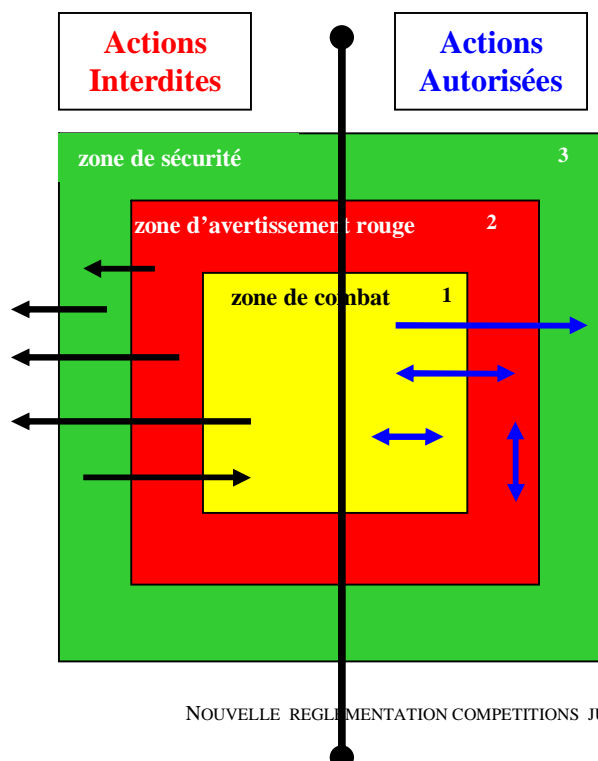 Actions
Interdites
Actions
Autorisées
zone de sécurité 3
zone d'avertissement rouge 2
zone de combat 1
NOUVELLE REGLEMENTATION COMPETITIONS